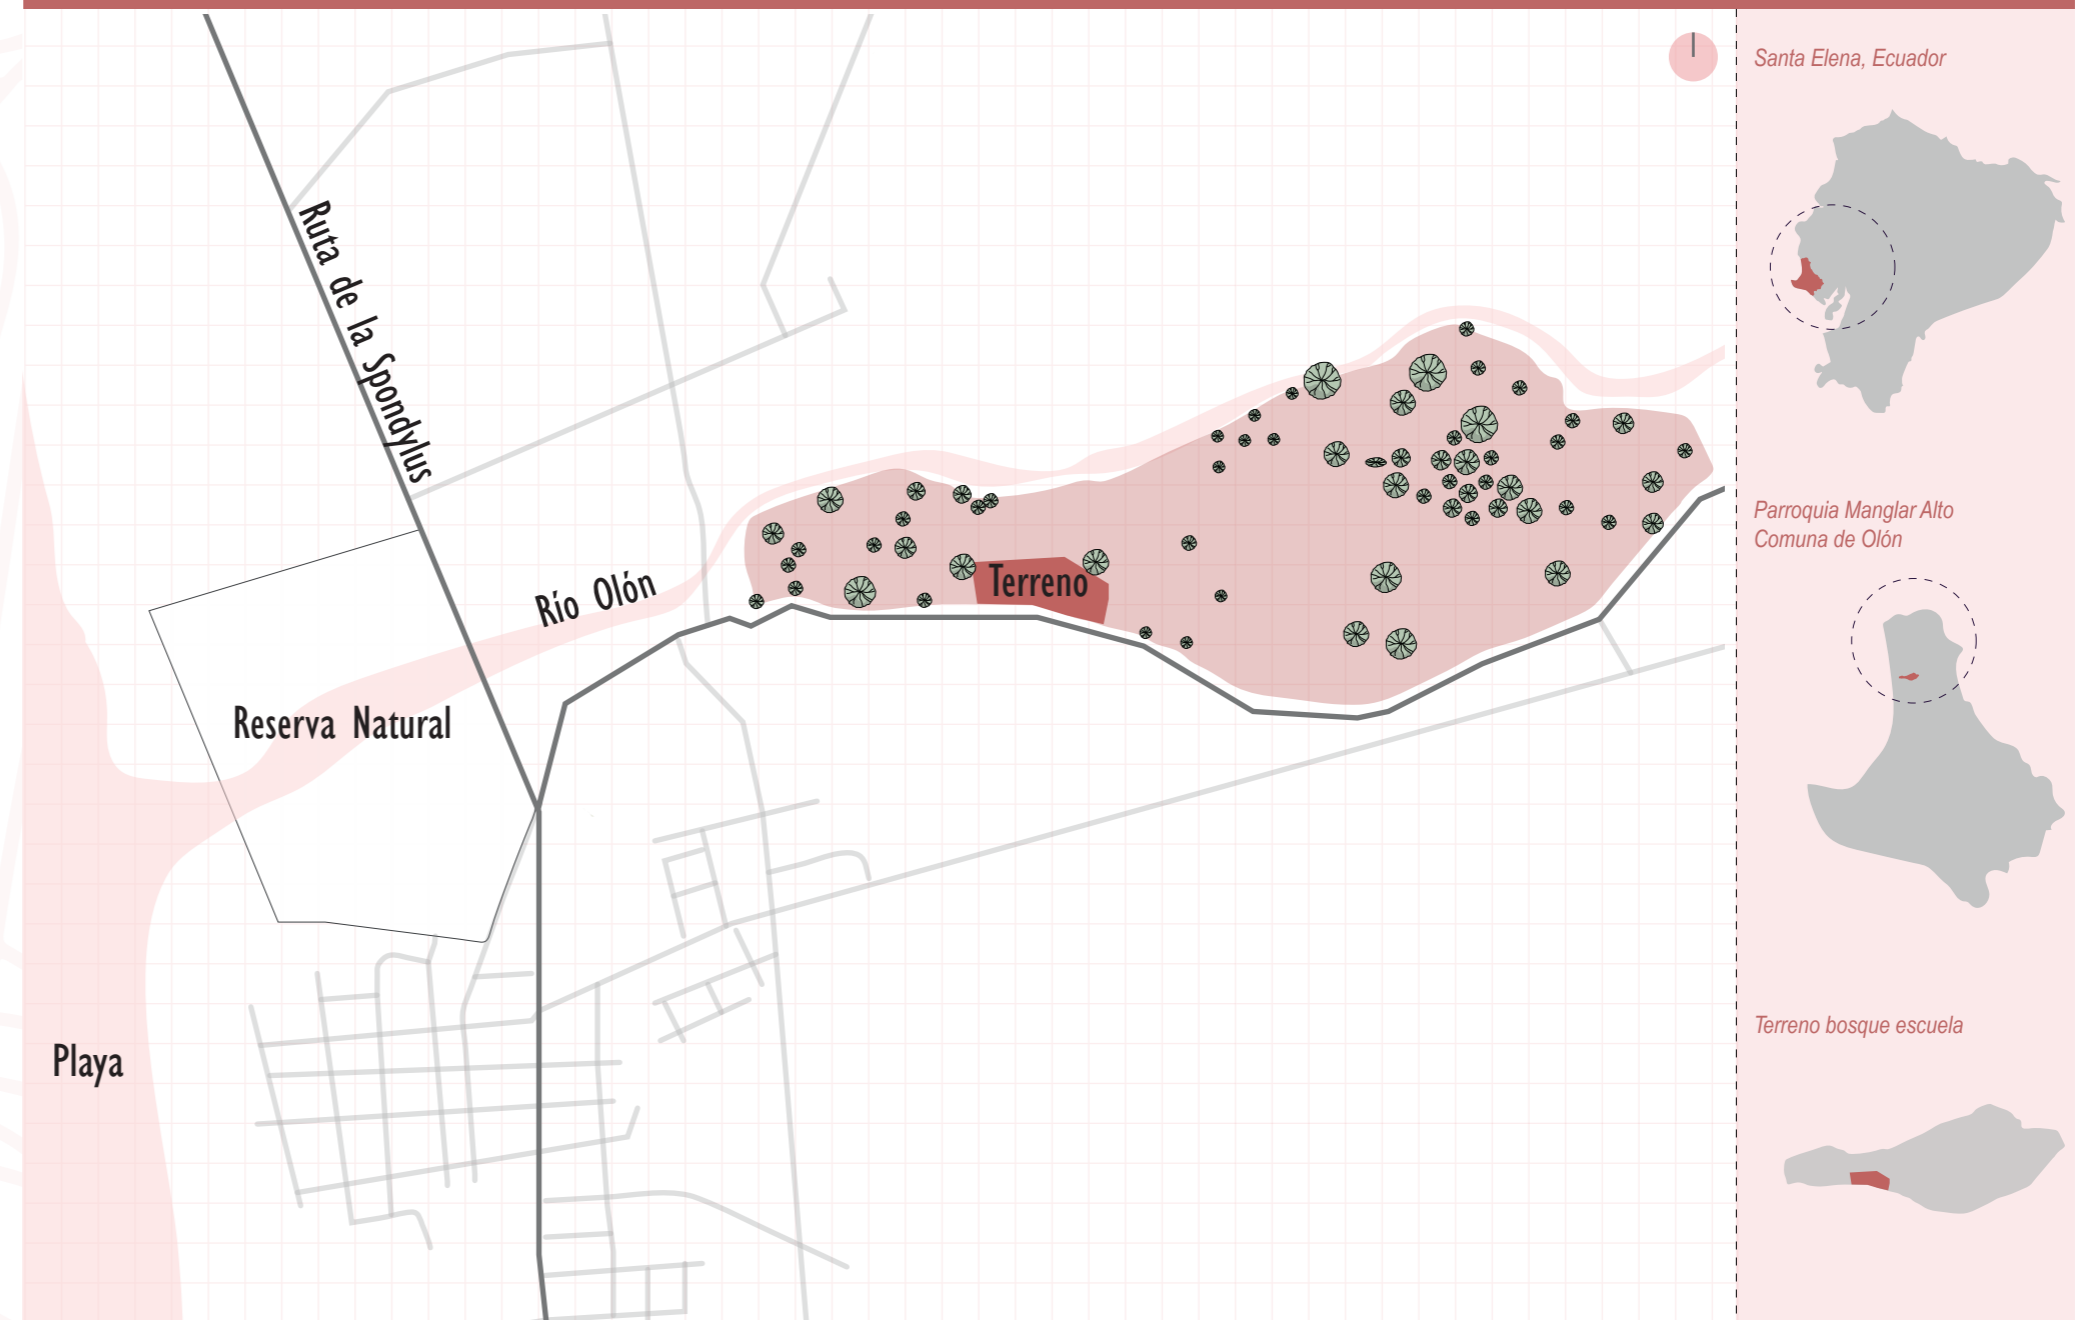 Ruta de la Spondylus
Río Olón
Terreno
Reserva Natural
Playa
Santa Elena, Ecuador
Parroquia Manglar Alto
Comuna de Olón
Terreno bosque escuela